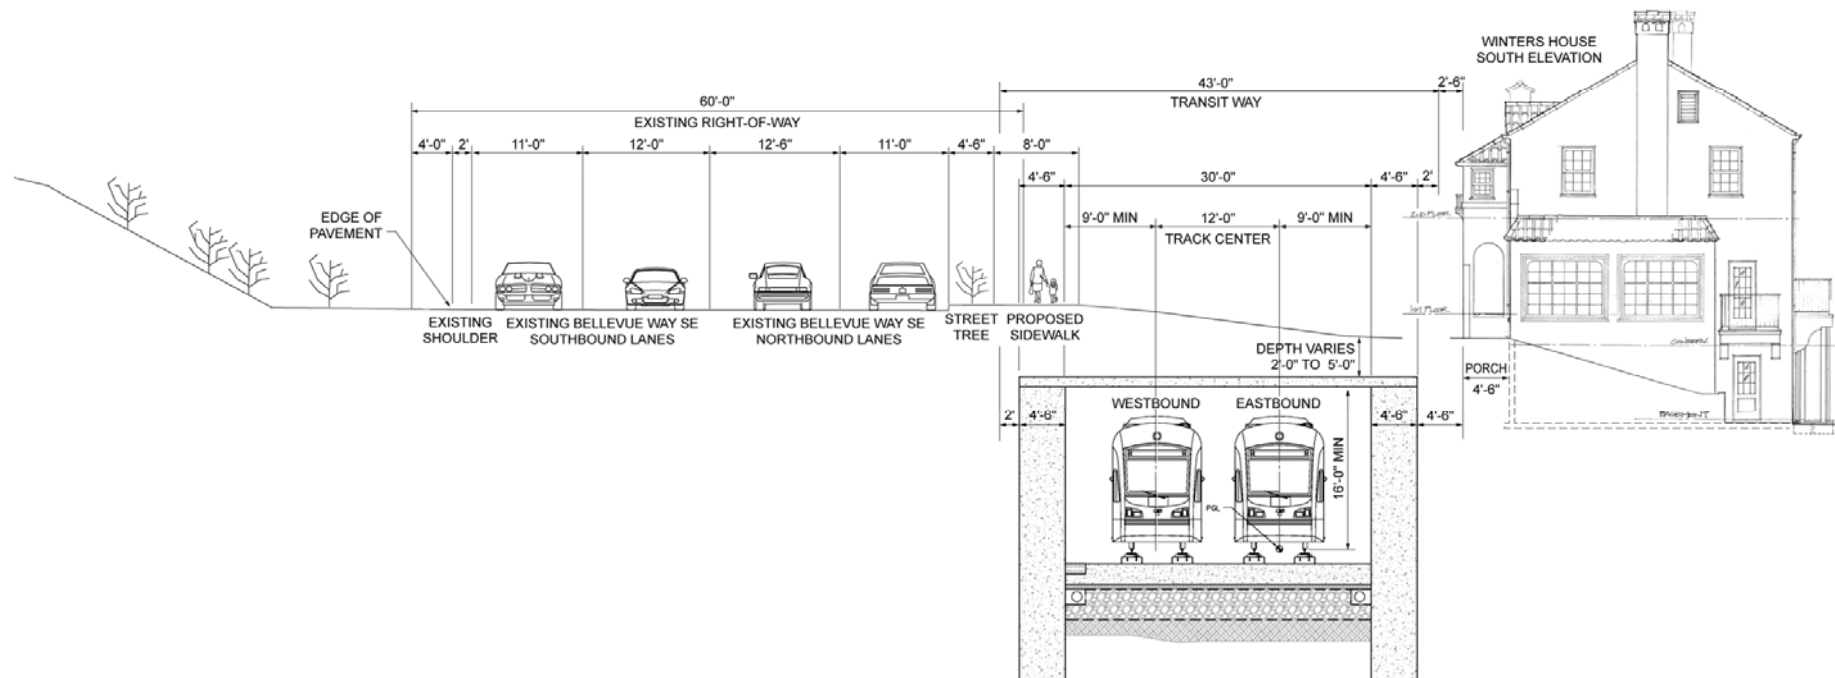 WINTERS HOUSE
SOUTH ELEVATION
43'-0"
2'-6"
TRANSIT WAY
60'-0"
EXISTING RIGHT-OF-WAY
4'-0" 2' 11'-0" 12'-0" 12'-6" 11'-0" 4'-6" 8'-0"
4'-6" 30'-0" 4'-6" 2'
9'-0" MIN 12'-0" 9'-0" MIN
TRACK CENTER
EDGE OF
PAVEMENT
EXISTING
SHOULDER
EXISTING BELLEVUE WAY SE
SOUTHBOUND LANES
EXISTING BELLEVUE WAY SE
NORTHBOUND LANES
STREET
TREE
PROPOSED
SIDEWALK
DEPTH VARIES
2'-0" TO 5'-0"
PORCH
4'-6"
WESTBOUND EASTBOUND
2' 4'-6" 4'-6" 4'-6"
16'-0" MIN
PGL
BASEMENT